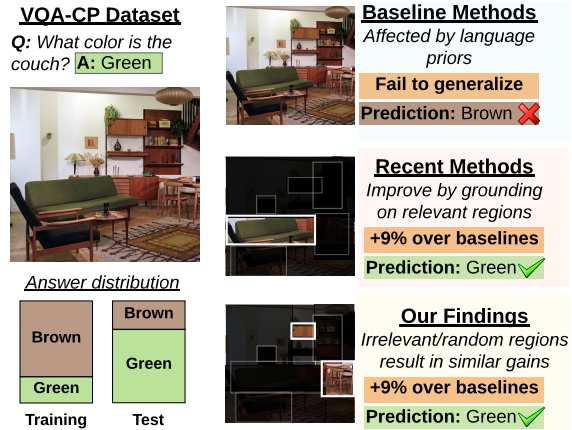 VQA-CP Dataset
Q: What color is the
couch? A: Green
Answer distribution
Brown
Green
Training
Brown
Green
Test
Baseline Methods
Affected by language
priors
Fail to generalize
Prediction: Brown
Recent Methods
Improve by grounding
on relevant regions
+9% over baselines
Prediction: Green
Our Findings
Irrelevant/random regions
result in similar gains
+9% over baselines
Prediction: Green